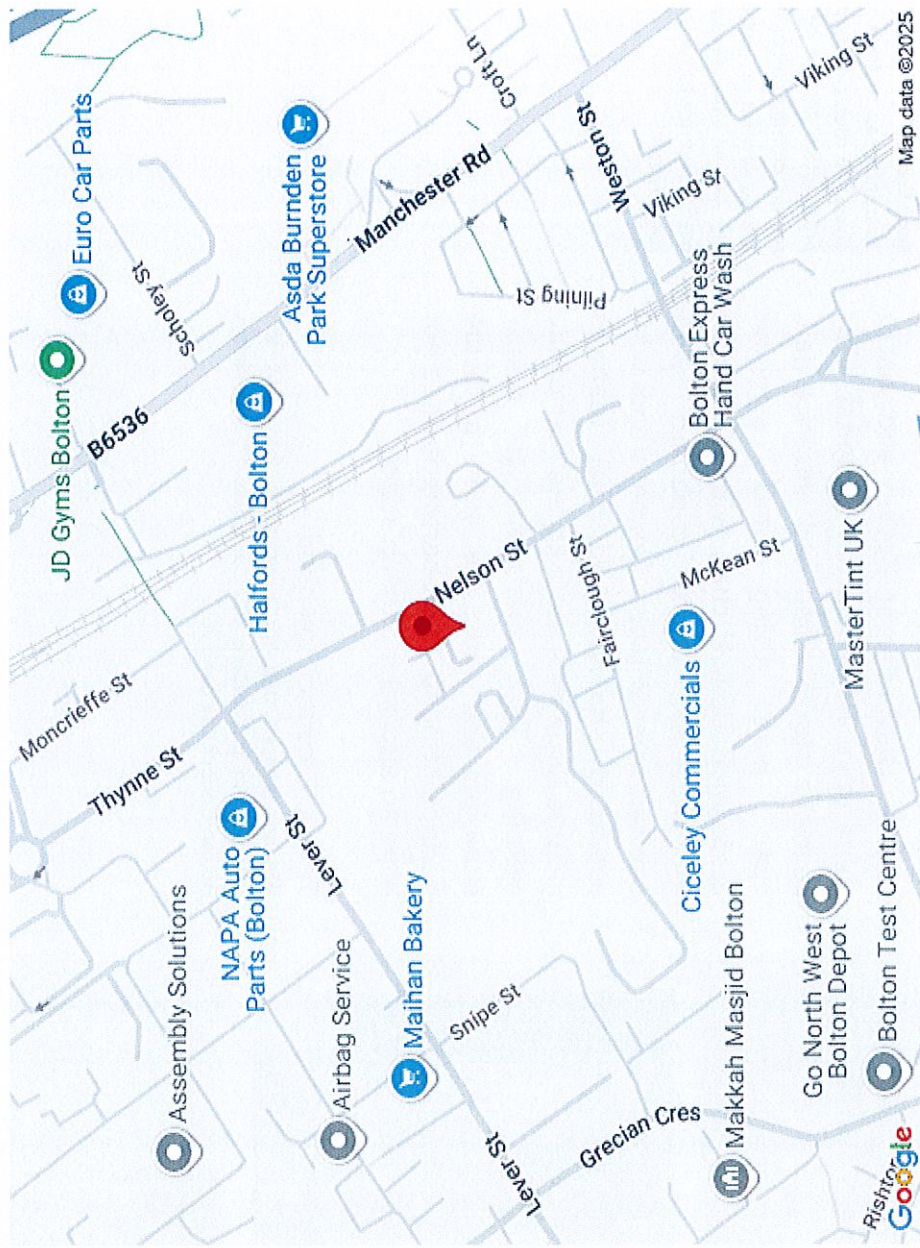 JD Gyms Bolton
Euro Car Parts
Moncrieffe St
B6536
Thynne St
Scholey St
Assembly Solutions
NAPA Auto
Parts (Bolton)
Halfords - Bolton
Asda Burnden
Park Superstore
Lever St
Airbag Service
Maihan Bakery
Manchester Rd
Nelson St
Croft Ln
Snipe St
Lever St
Pilning St
Fairclough St
Weston St
Grecian Cres
Ciceley Commercials
McKean St
Viking St
Bolton Express
Hand Car Wash
Makkah Masjid Bolton
Go North West
Bolton Depot
MasterTint UK
Viking St
Bolton Test Centre
Rishtor
Google
Map data ©2025